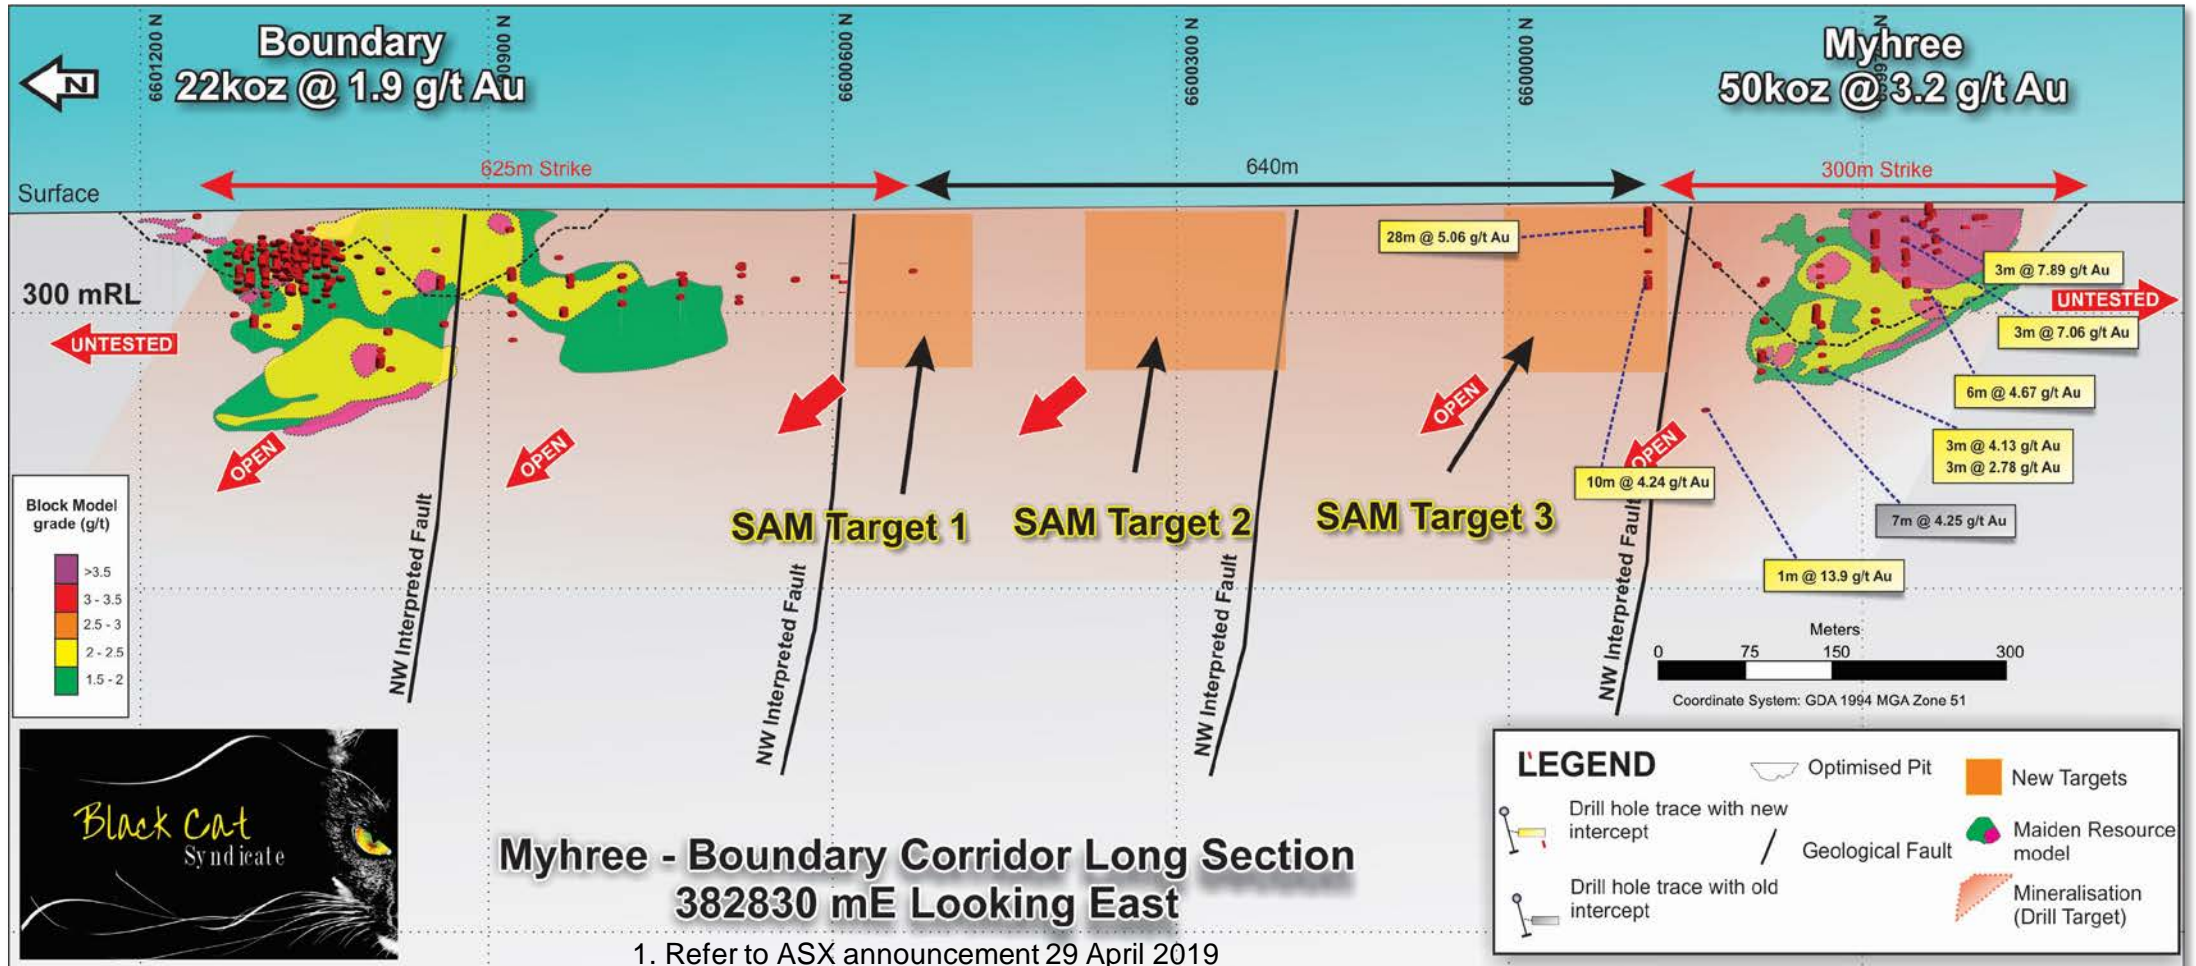 Boundary
22koz @ 1.9 g/t Au
Myhree
50koz @ 3.2 g/t Au
N
6601200 N
00900 N
6600600 N
6600300 N
6600000 N
N
625m Strike
640m
300m Strike
Surface
300 mRL
UNTESTED
UNTESTED
28m @ 5.06 g/t Au
3m @ 7.89 g/t Au
3m @ 7.06 g/t Au
6m @ 4.67 g/t Au
3m @ 4.13 g/t Au
3m @ 2.78 g/t Au
7m @ 4.25 g/t Au
10m @ 4.24 g/t Au
1m @ 13.9 g/t Au
OPEN
OPEN
OPEN
OPEN
SAM Target 1
SAM Target 2
SAM Target 3
NW Interpreted Fault
NW Interpreted Fault
NW Interpreted Fault
NW Interpreted Fault
Block Model
grade (g/t)
>3.5
3 - 3.5
2.5 - 3
2 - 2.5
1.5 - 2
Meters
0 75 150 300
Coordinate System: GDA 1994 MGA Zone 51
Black Cat
Syndicate
Myhree - Boundary Corridor Long Section
382830 mE Looking East
1. Refer to ASX announcement 29 April 2019
LEGEND
Drill hole trace with new
intercept
Drill hole trace with old
intercept
Optimised Pit
Geological Fault
New Targets
Maiden Resource
model
Mineralisation
(Drill Target)